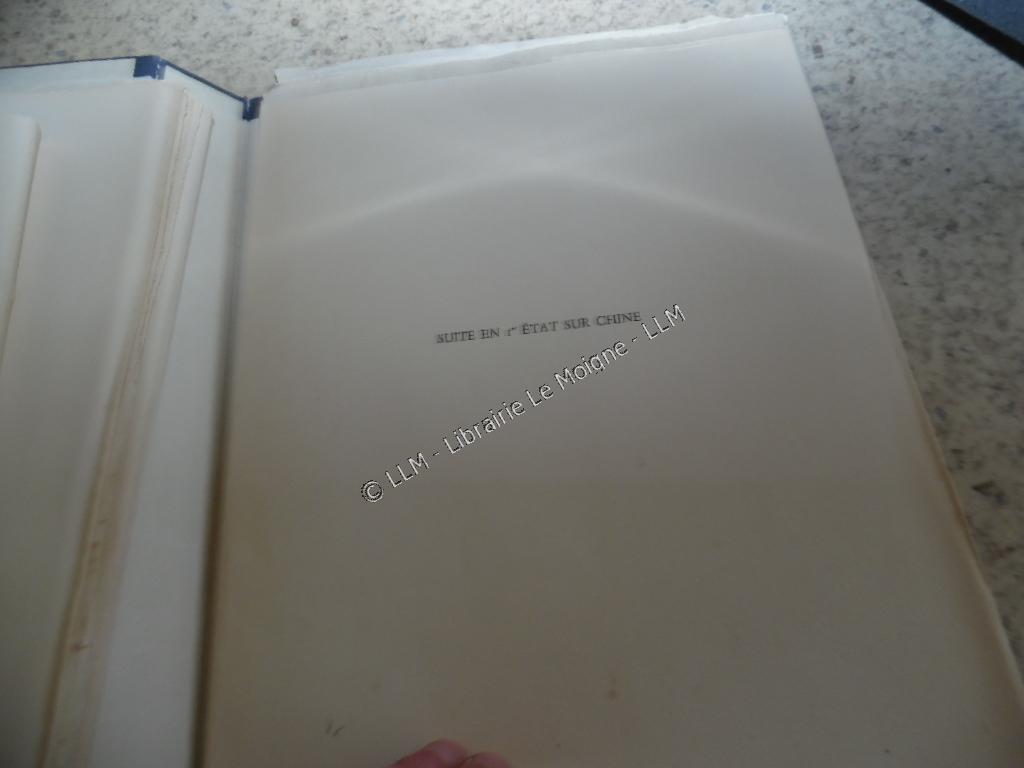 SUITE EN 1er ÉTAT SUR CHINE
© LLM - Librairie Le Moigne - LLM